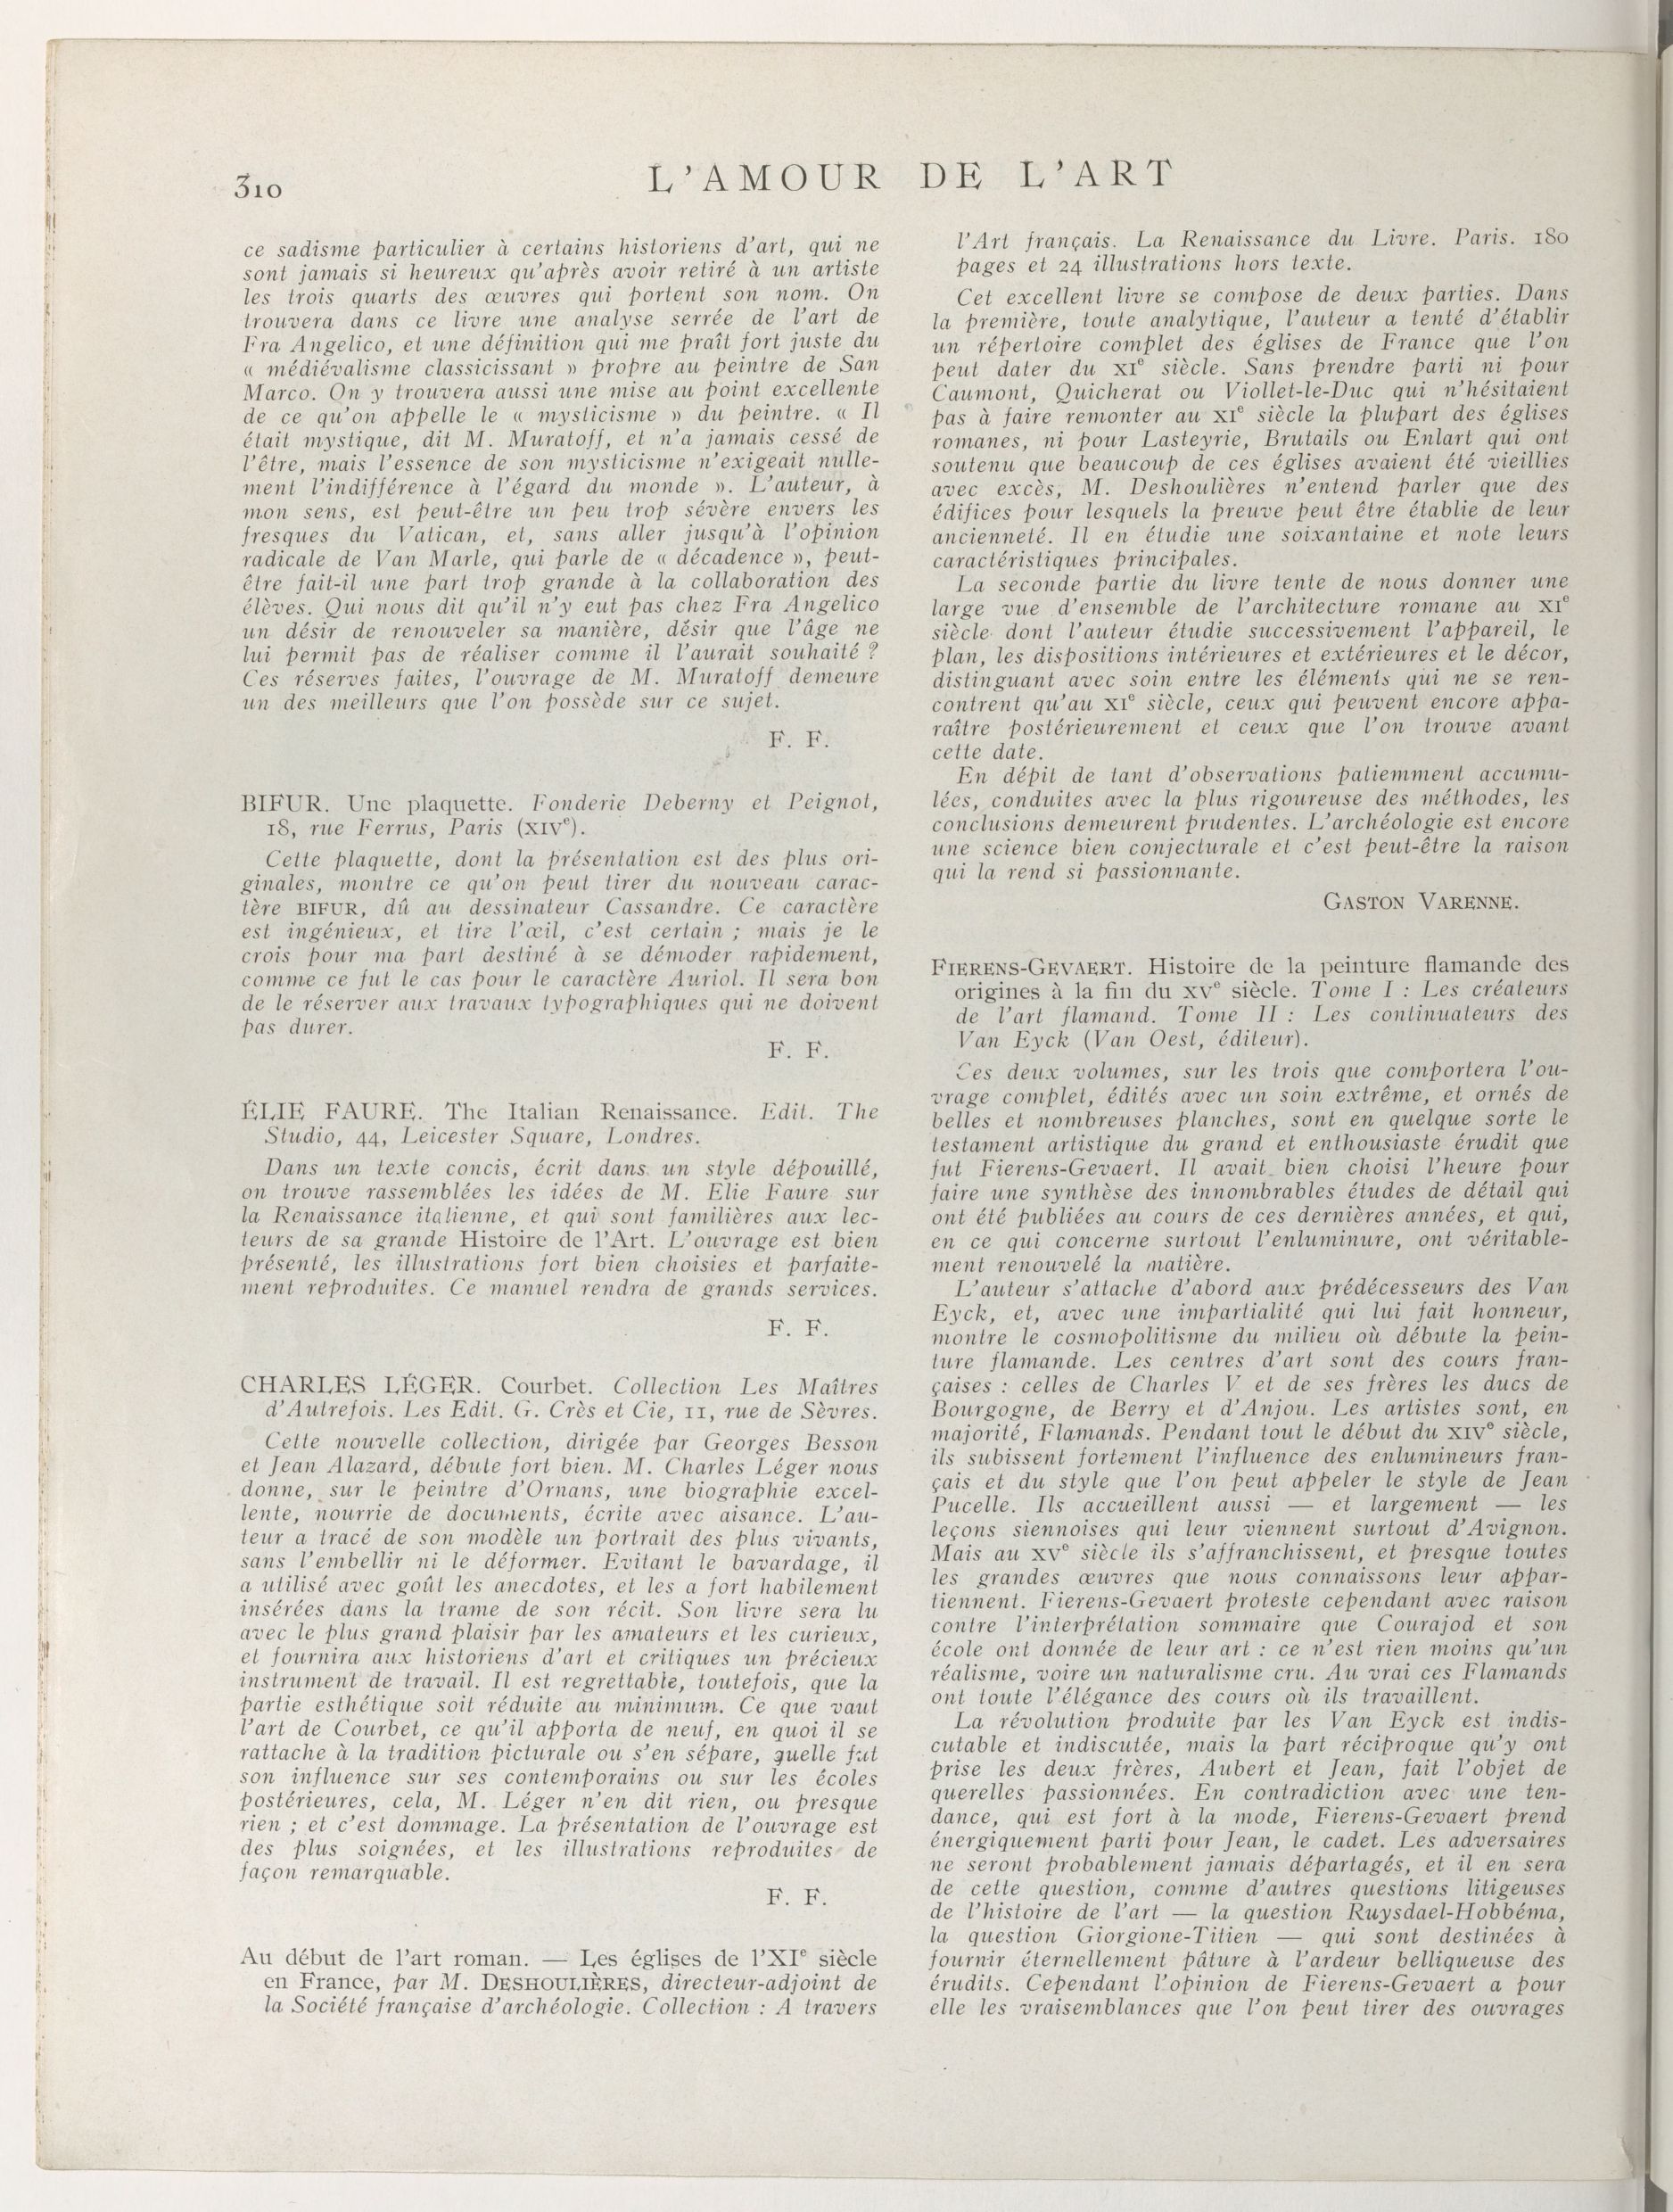 310
L'AMOUR DE L'ART
ce sadisme particulier à certains historiens d'art, qui ne
sont jamais si heureux qu'après avoir retiré à un artiste
les trois quarts des œuvres qui portent son nom. On
trouvera dans ce livre une analyse serrée de l'art de
Fra Angelico, et une définition qui me praît fort juste du
« médiévalisme classicissant » propre au peintre de San
Marco. On y trouvera aussi une mise au point excellente
de ce qu'on appelle le « mysticisme » du peintre. « Il
était mystique, dit M. Muratoff, et n'a jamais cessé de
l'être, mais l'essence de son mysticisme n'exigeait nulle-
ment l'indifférence à l'égard du monde ». L'auteur, à
mon sens, est peut-être un peu trop sévère envers les
fresques du Vatican, et, sans aller jusqu'à l'opinion
radicale de Van Marle, qui parle de « décadence », peut-
être fait-il une part trop grande à la collaboration des
élèves. Qui nous dit qu'il n'y eut pas chez Fra Angelico
un désir de renouveler sa manière, désir que l'âge ne
lui permit pas de réaliser comme il l'aurait souhaité ?
Ces réserves faites, l'ouvrage de M. Muratoff demeure
un des meilleurs que l'on possède sur ce sujet.
F. F.
BIFUR. Une plaquette. Fonderie Deberny et Peignot,
18, rue Ferrus, Paris (XIVe).
Cette plaquette, dont la présentation est des plus ori-
ginales, montre ce qu'on peut tirer du nouveau carac-
tère BIFUR, dû au dessinateur Cassandre. Ce caractère
est ingénieux, et tire l'œil, c'est certain ; mais je le
crois pour ma part destiné à se démoder rapidement,
comme ce fut le cas pour le caractère Auriol. Il sera bon
de le réserver aux travaux typographiques qui ne doivent
pas durer.
F. F.
ÉLIE FAURE. The Italian Renaissance. Edit. The
Studio, 44, Leicester Square, Londres.
Dans un texte concis, écrit dans un style dépouillé,
on trouve rassemblées les idées de M. Elie Faure sur
la Renaissance italienne, et qui sont familières aux lec-
teurs de sa grande Histoire de l'Art. L'ouvrage est bien
présenté, les illustrations fort bien choisies et parfaite-
ment reproduites. Ce manuel rendra de grands services.
F. F.
CHARLES LÉGER. Courbet. Collection Les Maîtres
d'Autrefois. Les Edit. G. Crès et Cie, 11, rue de Sèvres.
Cette nouvelle collection, dirigée par Georges Besson
et Jean Alazard, débute fort bien. M. Charles Léger nous
donne, sur le peintre d'Ornans, une biographie excel-
lente, nourrie de documents, écrite avec aisance. L'au-
teur a tracé de son modèle un portrait des plus vivants,
sans l'embellir ni le déformer. Evitant le bavardage, il
a utilisé avec goût les anecdotes, et les a fort habilement
insérées dans la trame de son récit. Son livre sera lu
avec le plus grand plaisir par les amateurs et les curieux,
et fournira aux historiens d'art et critiques un précieux
instrument de travail. Il est regrettable, toutefois, que la
partie esthétique soit réduite au minimum. Ce que vaut
l'art de Courbet, ce qu'il apporta de neuf, en quoi il se
rattache à la tradition picturale ou s'en sépare, quelle fut
son influence sur ses contemporains ou sur les écoles
postérieures, cela, M. Léger n'en dit rien, ou presque
rien ; et c'est dommage. La présentation de l'ouvrage est
des plus soignées, et les illustrations reproduites de
façon remarquable.
F. F.
Au début de l'art roman. — Les églises de l'XIe siècle
en France, par M. DESHOULIÈRES, directeur-adjoint de
la Société française d'archéologie. Collection : A travers
l'Art français. La Renaissance du Livre. Paris. 180
pages et 24 illustrations hors texte.
Cet excellent livre se compose de deux parties. Dans
la première, toute analytique, l'auteur a tenté d'établir
un répertoire complet des églises de France que l'on
peut dater du XIe siècle. Sans prendre parti ni pour
Caumont, Quicherat ou Viollet-le-Duc qui n'hésitaient
pas à faire remonter au XIe siècle la plupart des églises
romanes, ni pour Lasteyrie, Brutails ou Enlart qui ont
soutenu que beaucoup de ces églises avaient été vieillies
avec excès, M. Deshoulières n'entend parler que des
édifices pour lesquels la preuve peut être établie de leur
ancienneté. Il en étudie une soixantaine et note leurs
caractéristiques principales.
La seconde partie du livre tente de nous donner une
large vue d'ensemble de l'architecture romane au XIe
siècle dont l'auteur étudie successivement l'appareil, le
plan, les dispositions intérieures et extérieures et le décor,
distinguant avec soin entre les éléments qui ne se ren-
contrent qu'au XIe siècle, ceux qui peuvent encore appa-
raître postérieurement et ceux que l'on trouve avant
cette date.
En dépit de tant d'observations patiemment accumu-
lées, conduites avec la plus rigoureuse des méthodes, les
conclusions demeurent prudentes. L'archéologie est encore
une science bien conjecturale et c'est peut-être la raison
qui la rend si passionnante.
GASTON VARENNE.
FIERENS-GEVAERT. Histoire de la peinture flamande des
origines à la fin du XVe siècle. Tome I : Les créateurs
de l'art flamand. Tome II : Les continuateurs des
Van Eyck (Van Oest, éditeur).
Ces deux volumes, sur les trois que comportera l'ou-
vrage complet, édités avec un soin extrême, et ornés de
belles et nombreuses planches, sont en quelque sorte le
testament artistique du grand et enthousiaste érudit que
fut Fierens-Gevaert. Il avait bien choisi l'heure pour
faire une synthèse des innombrables études de détail qui
ont été publiées au cours de ces dernières années, et qui,
en ce qui concerne surtout l'enluminure, ont véritable-
ment renouvelé la matière.
L'auteur s'attache d'abord aux prédécesseurs des Van
Eyck, et, avec une impartialité qui lui fait honneur,
montre le cosmopolitisme du milieu où débute la pein-
ture flamande. Les centres d'art sont des cours fran-
çaises : celles de Charles V et de ses frères les ducs de
Bourgogne, de Berry et d'Anjou. Les artistes sont, en
majorité, Flamands. Pendant tout le début du XIVe siècle,
ils subissent fortement l'influence des enlumineurs fran-
çais et du style que l'on peut appeler le style de Jean
Pucelle. Ils accueillent aussi — et largement — les
leçons siennoises qui leur viennent surtout d'Avignon.
Mais au XVe siècle ils s'affranchissent, et presque toutes
les grandes œuvres que nous connaissons leur appar-
tiennent. Fierens-Gevaert proteste cependant avec raison
contre l'interprétation sommaire que Courajod et son
école ont donnée de leur art : ce n'est rien moins qu'un
réalisme, voire un naturalisme cru. Au vrai ces Flamands
ont toute l'élégance des cours où ils travaillent.
La révolution produite par les Van Eyck est indis-
cutable et indiscutée, mais la part réciproque qu'y ont
prise les deux frères, Aubert et Jean, fait l'objet de
querelles passionnées. En contradiction avec une ten-
dance, qui est fort à la mode, Fierens-Gevaert prend
énergiquement parti pour Jean, le cadet. Les adversaires
ne seront probablement jamais départagés, et il en sera
de cette question, comme d'autres questions litigeuses
de l'histoire de l'art — la question Ruysdael-Hobbéma,
la question Giorgione-Titien — qui sont destinées à
fournir éternellement pâture à l'ardeur belliqueuse des
érudits. Cependant l'opinion de Fierens-Gevaert a pour
elle les vraisemblances que l'on peut tirer des ouvrages